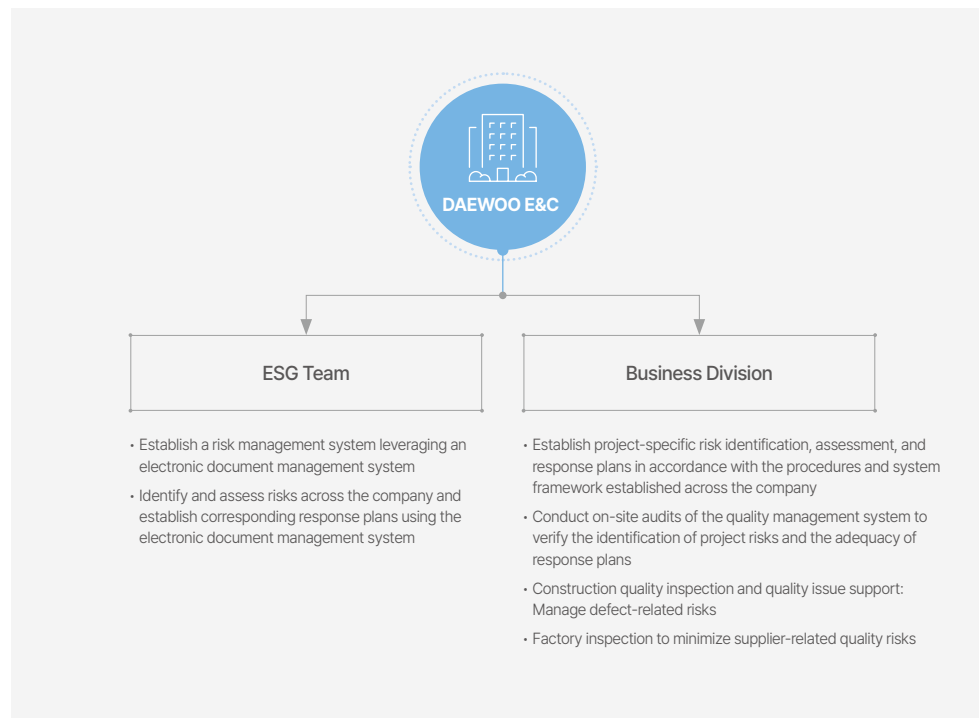 DAEWOO E&C
ESG Team
• Establish a risk management system leveraging an
electronic document management system
• Identify and assess risks across the company and
establish corresponding response plans using the
electronic document management system
Business Division
• Establish project-specific risk identification, assessment, and
response plans in accordance with the procedures and system
framework established across the company
• Conduct on-site audits of the quality management system to
verify the identification of project risks and the adequacy of
response plans
• Construction quality inspection and quality issue support:
Manage defect-related risks
• Factory inspection to minimize supplier-related quality risks